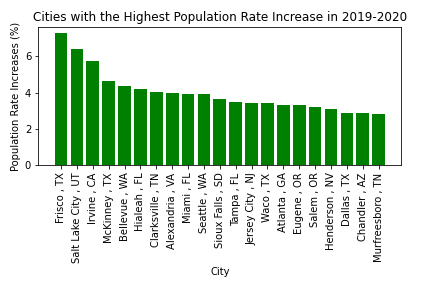 Cities with the Highest Population Rate Increase in 2019-2020
Population Rate Increases (%)
6
4
2
0
Frisco , TX
Salt Lake City , UT
Irvine , CA
McKinney , TX
Bellevue , WA
Hialeah , FL
Clarksville , TN
Alexandria , VA
Miami , FL
Seattle , WA
Sioux Falls , SD
Tampa , FL
Jersey City , NJ
Waco , TX
Atlanta , GA
Eugene , OR
Salem , OR
Henderson , NV
Dallas , TX
Chandler , AZ
Murfreesboro , TN
City